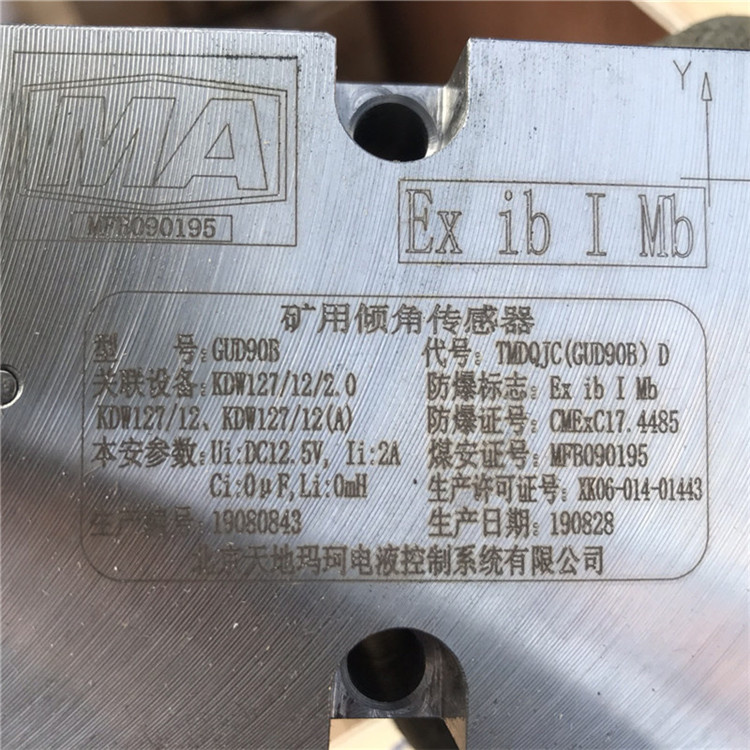 MA
MFB090195
Y
Ex ib I Mb
矿用倾角传感器
型 号:GUD90B 代号:TMDQJC(GUD90B)D
关联设备:KDW127/12/2.0 防爆标志:Ex ib I Mb
KDW127/12、KDW127/12(A) 防爆证号:CMExC17.4485
本安参数:Ui:DC12.5V, Ii:2A 煤安证号:MFB090195
Ci:0μF,Li:0mH 生产许可证号:XK06-014-01443
生产编号:19080843 生产日期:190828
北京天地玛珂电液控制系统有限公司